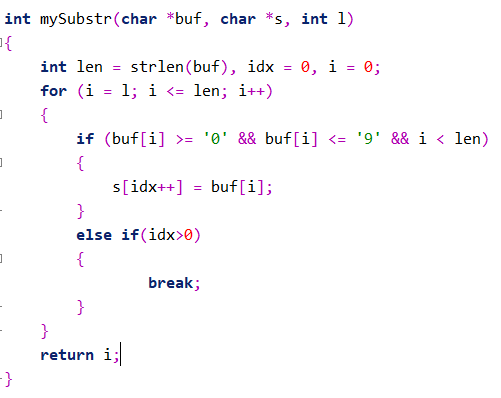 int mySubstr(char *buf, char *s, int l)
{
    int len = strlen(buf), idx = 0, i = 0;
    for (i = l; i <= len; i++)
    {
        if (buf[i] >= '0' && buf[i] <= '9' && i < len)
        {
            s[idx++] = buf[i];
        }
        else if(idx>0)
        {
                break;
        }
    }
    return i;
}